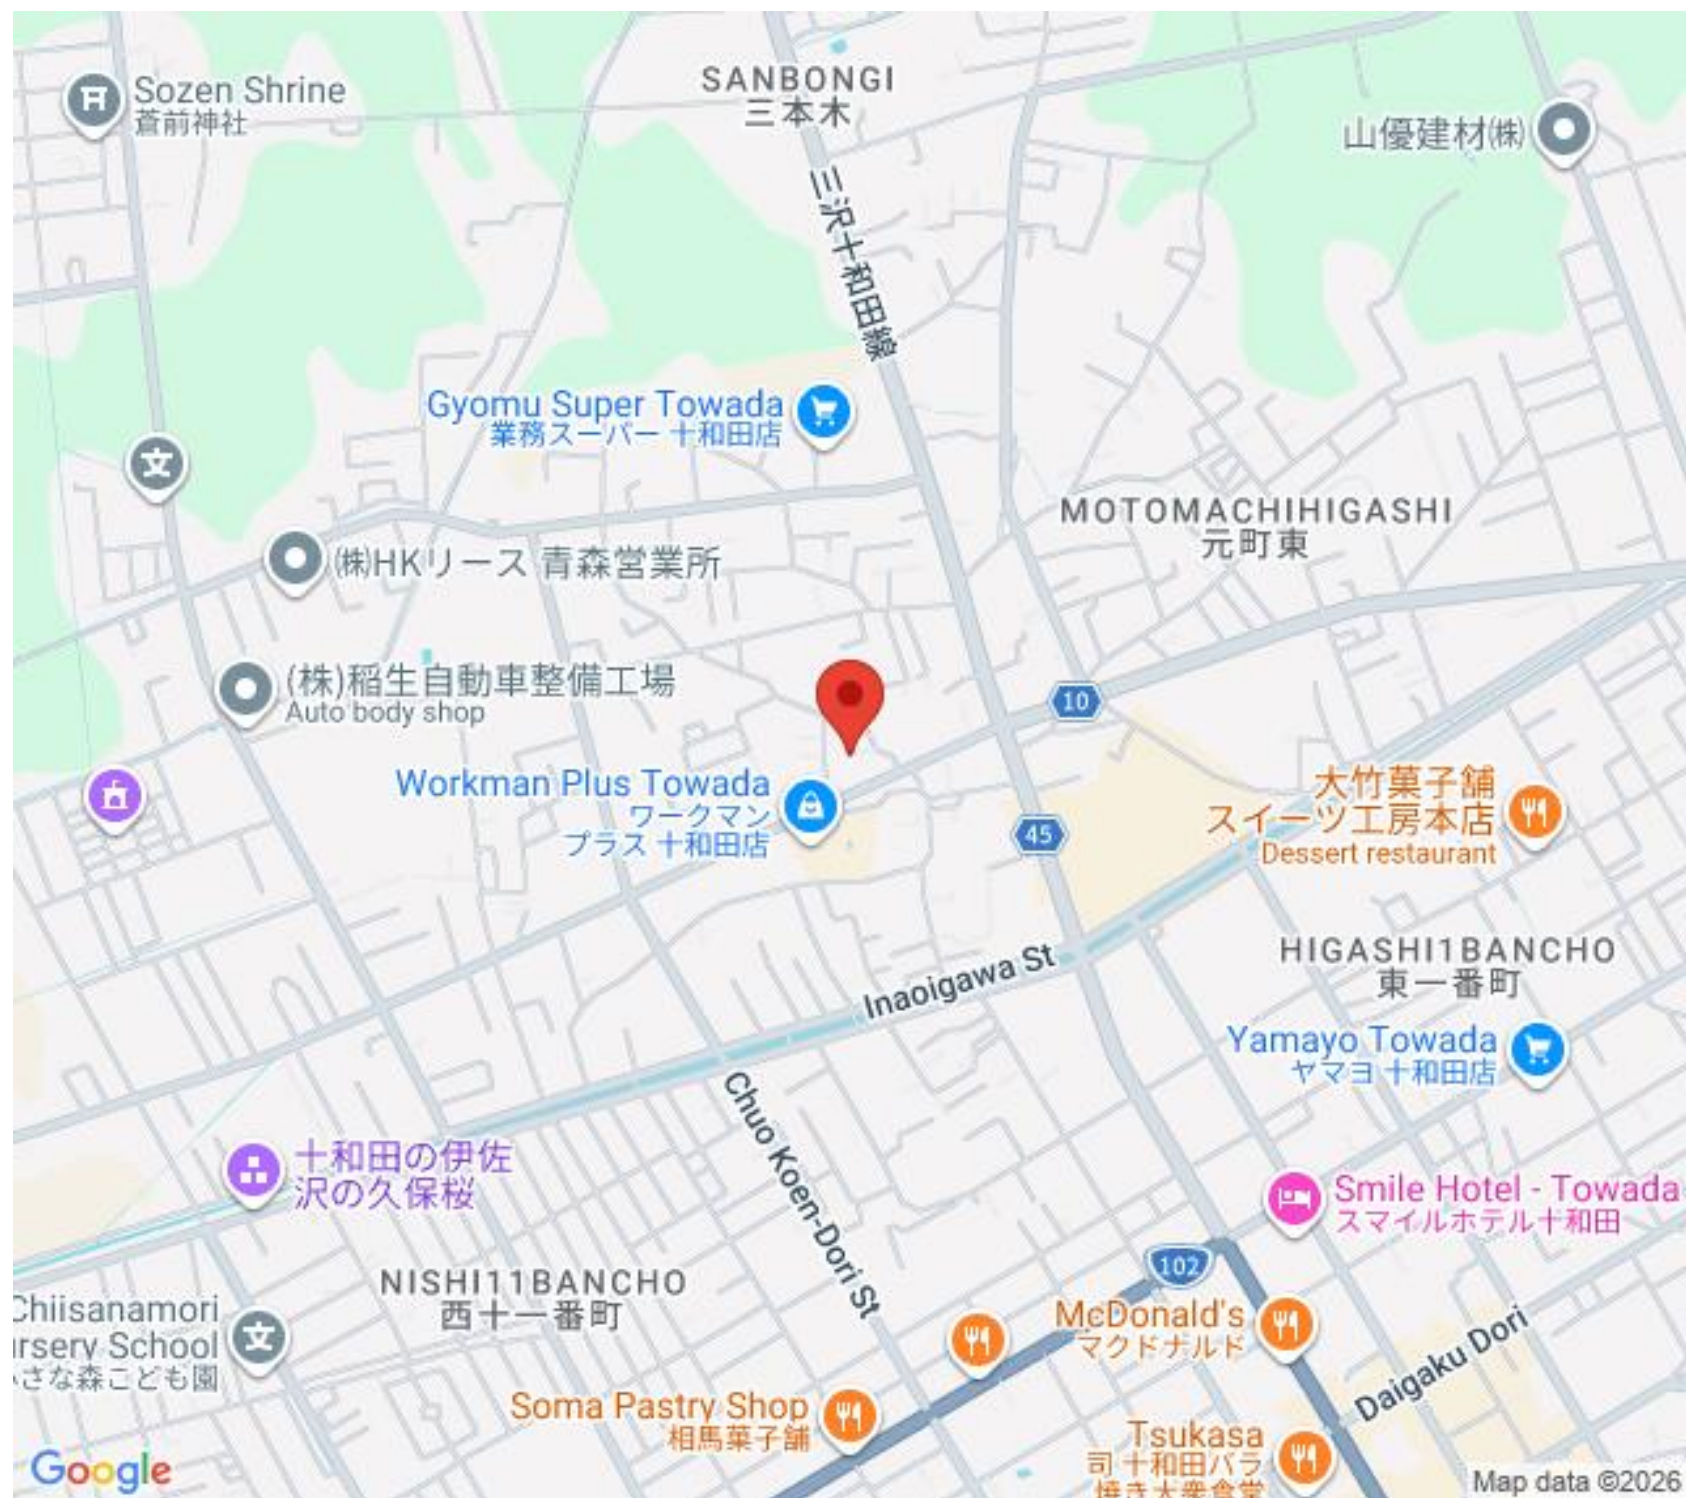 SANBONGI
三本木
Sozen Shrine
蒼前神社
山優建材㈱
三沢十和田線
Gyomu Super Towada
業務スーパー 十和田店
MOTOMACHIHIGASHI
元町東
㈱HKリース 青森営業所
(株)稲生自動車整備工場
Auto body shop
10
Workman Plus Towada
ワークマン
プラス 十和田店
45
大竹菓子舗
スイーツ工房本店
Dessert restaurant
HIGASHI1BANCHO
東一番町
Inaoigawa St
Yamayo Towada
ヤマヨ 十和田店
Chuo Koen-Dori St
十和田の伊佐
沢の久保桜
Smile Hotel - Towada
スマイルホテル十和田
102
NISHI11BANCHO
西十一番町
Chiisanamori
ursery School
さな森こども園
McDonald's
マクドナルド
Daigaku Dori
Soma Pastry Shop
相馬菓子舗
Tsukasa
司 十和田バラ
焼き大衆食堂
Google
Map data ©2026